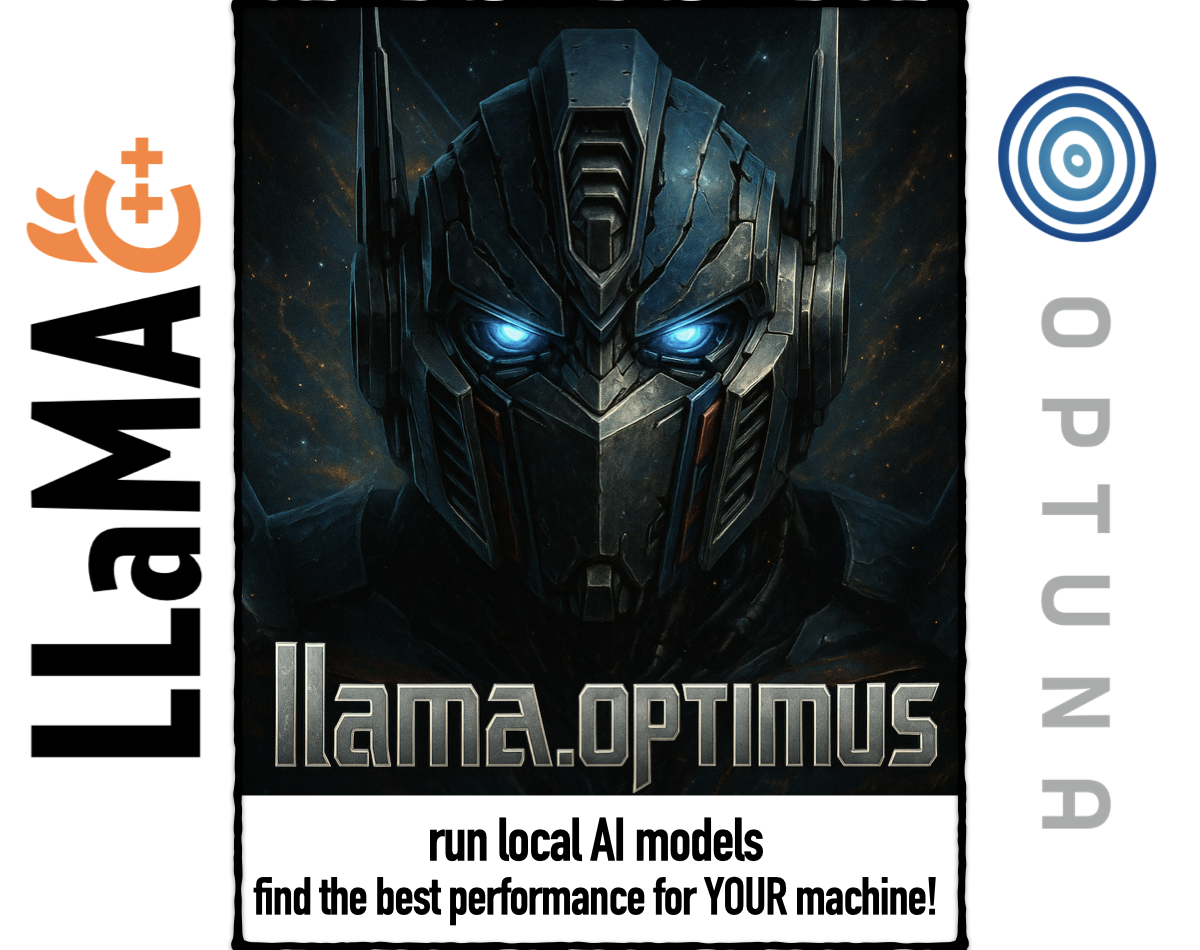 LLaMA C++
llama.optimus
run local AI models
find the best performance for YOUR machine!
OPTUNA